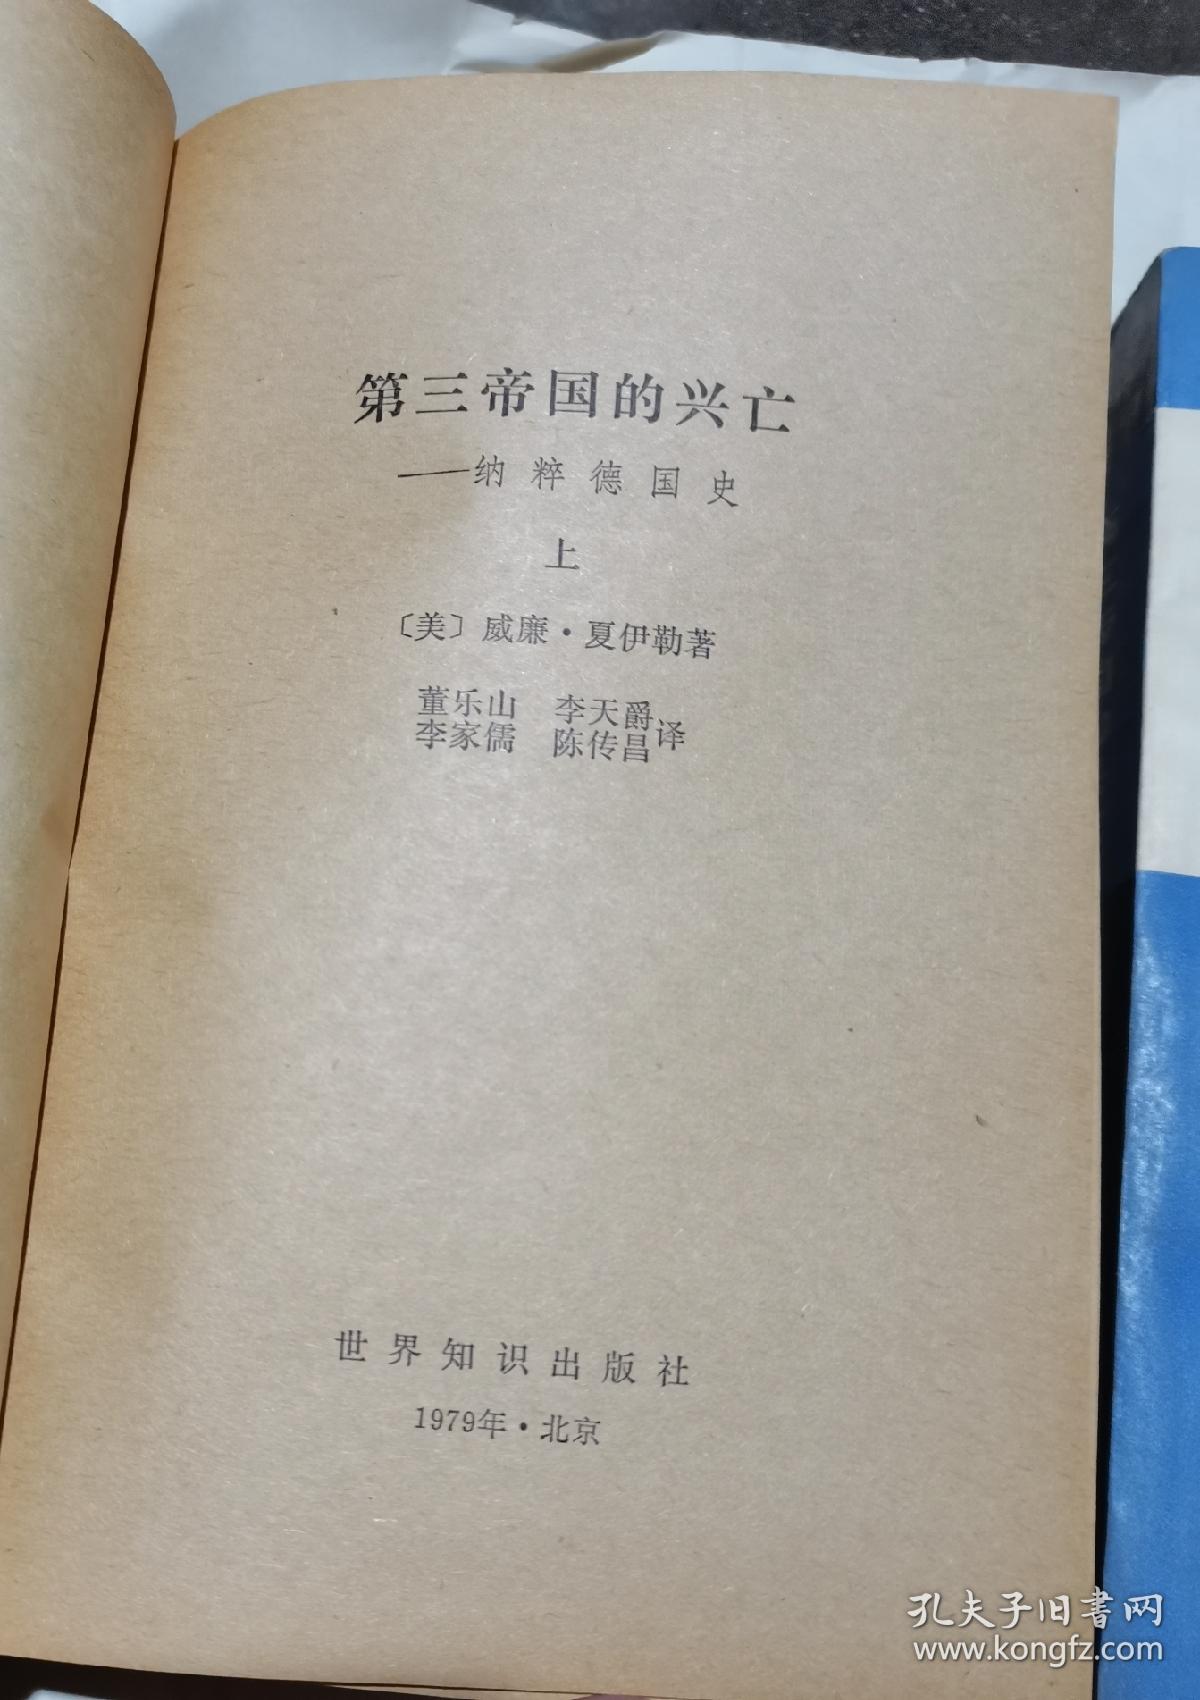 第三帝国的兴亡
——纳粹德国史
上
〔美〕威廉·夏伊勒著
董乐山 李天爵
李家儒 陈传昌译
世界知识出版社
1979年·北京
孔夫子旧書网
www.kongfz.com